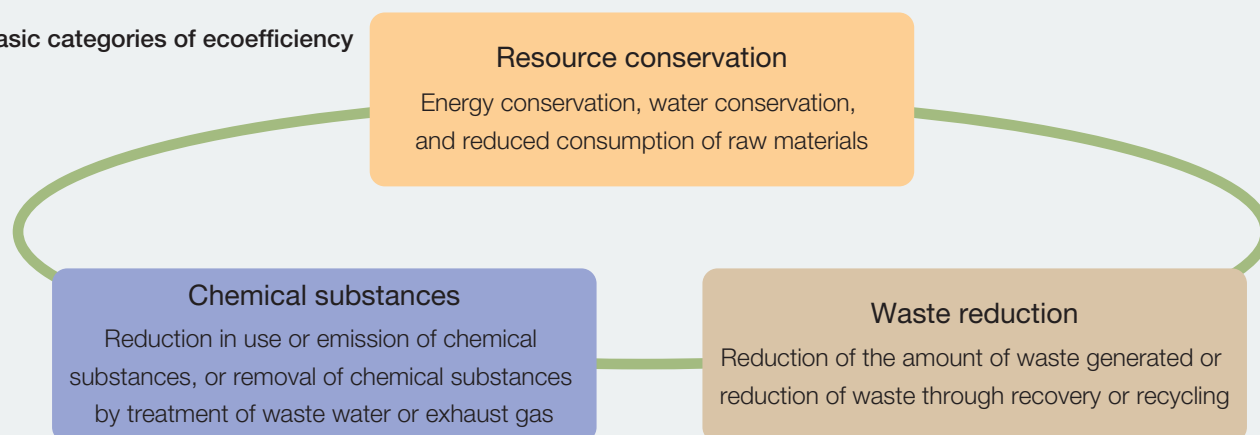 asic categories of ecoefficiency
Resource conservation
Energy conservation, water conservation,
and reduced consumption of raw materials
Chemical substances
Reduction in use or emission of chemical
substances, or removal of chemical substances
by treatment of waste water or exhaust gas
Waste reduction
Reduction of the amount of waste generated or
reduction of waste through recovery or recycling